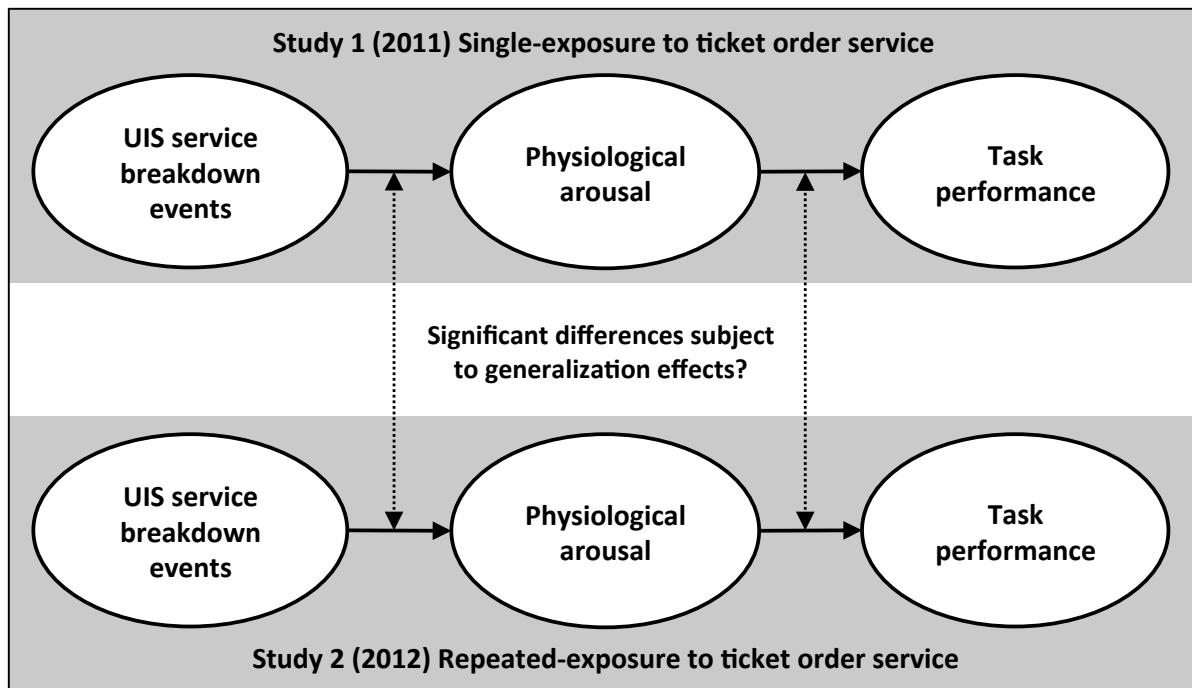 Study 1 (2011) Single-exposure to ticket order service
UIS service
breakdown
events
Physiological
arousal
Task
performance
Significant differences subject
to generalization effects?
UIS service
breakdown
events
Physiological
arousal
Task
performance
Study 2 (2012) Repeated-exposure to ticket order service